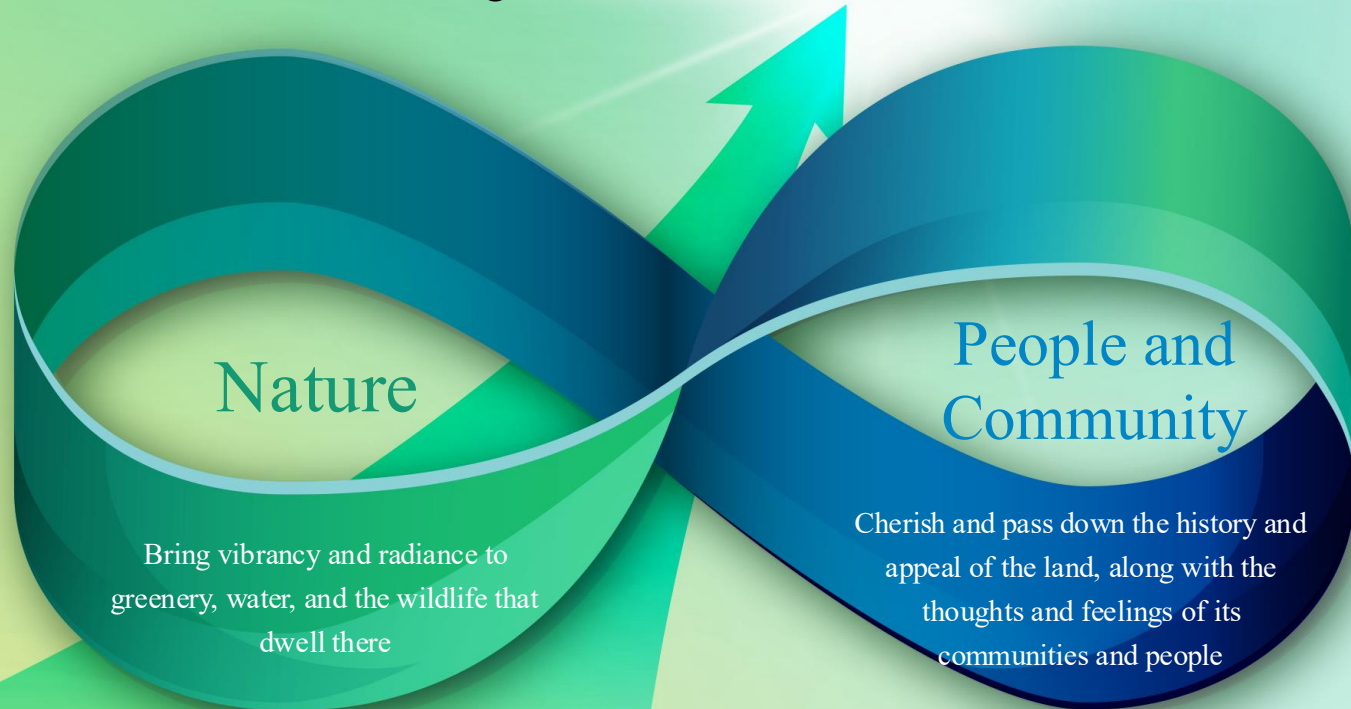 Nature
Bring vibrancy and radiance to
greenery, water, and the wildlife that
dwell there
People and
Community
Cherish and pass down the history and
appeal of the land, along with the
thoughts and feelings of its
communities and people